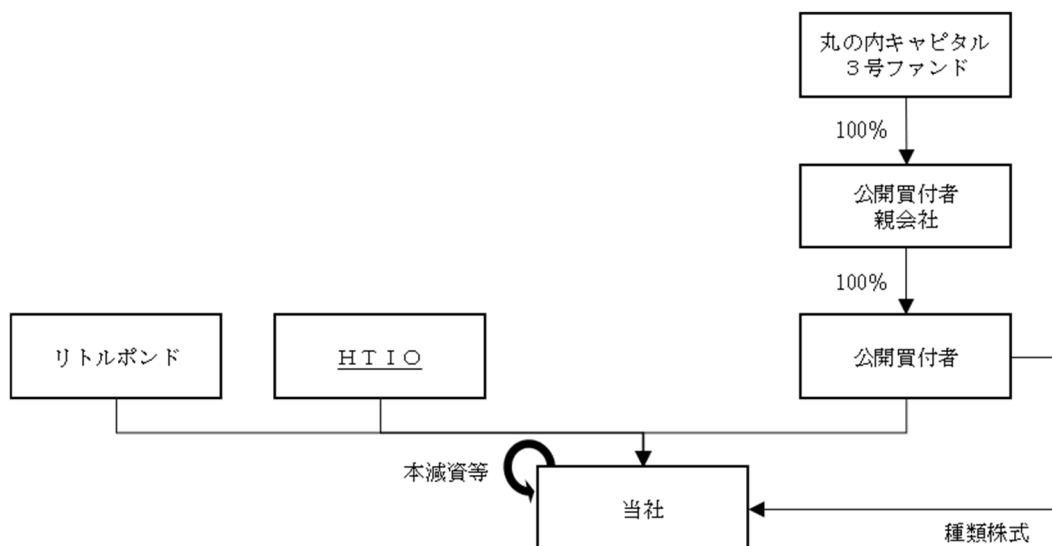 丸の内キャピタル
３号ファンド
100%
公開買付者
親会社
100%
リトルポンド
ＨＴＩＯ
公開買付者
本減資等
当社
種類株式